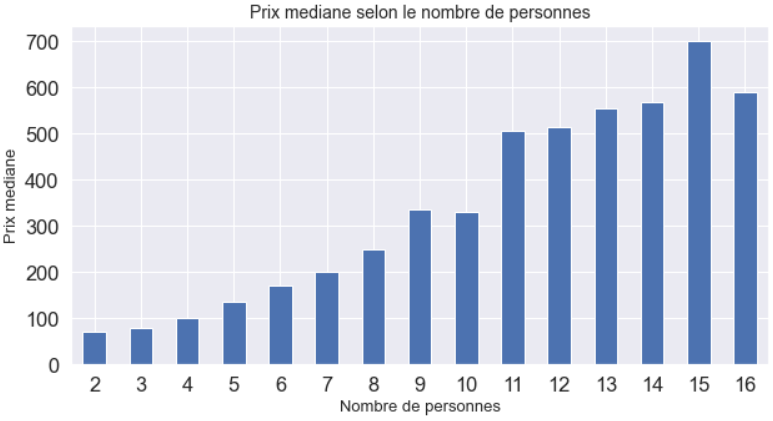 Prix mediane selon le nombre de personnes
700
600
500
400
300
200
100
0
Prix mediane
2 3 4 5 6 7 8 9 10 11 12 13 14 15 16
Nombre de personnes